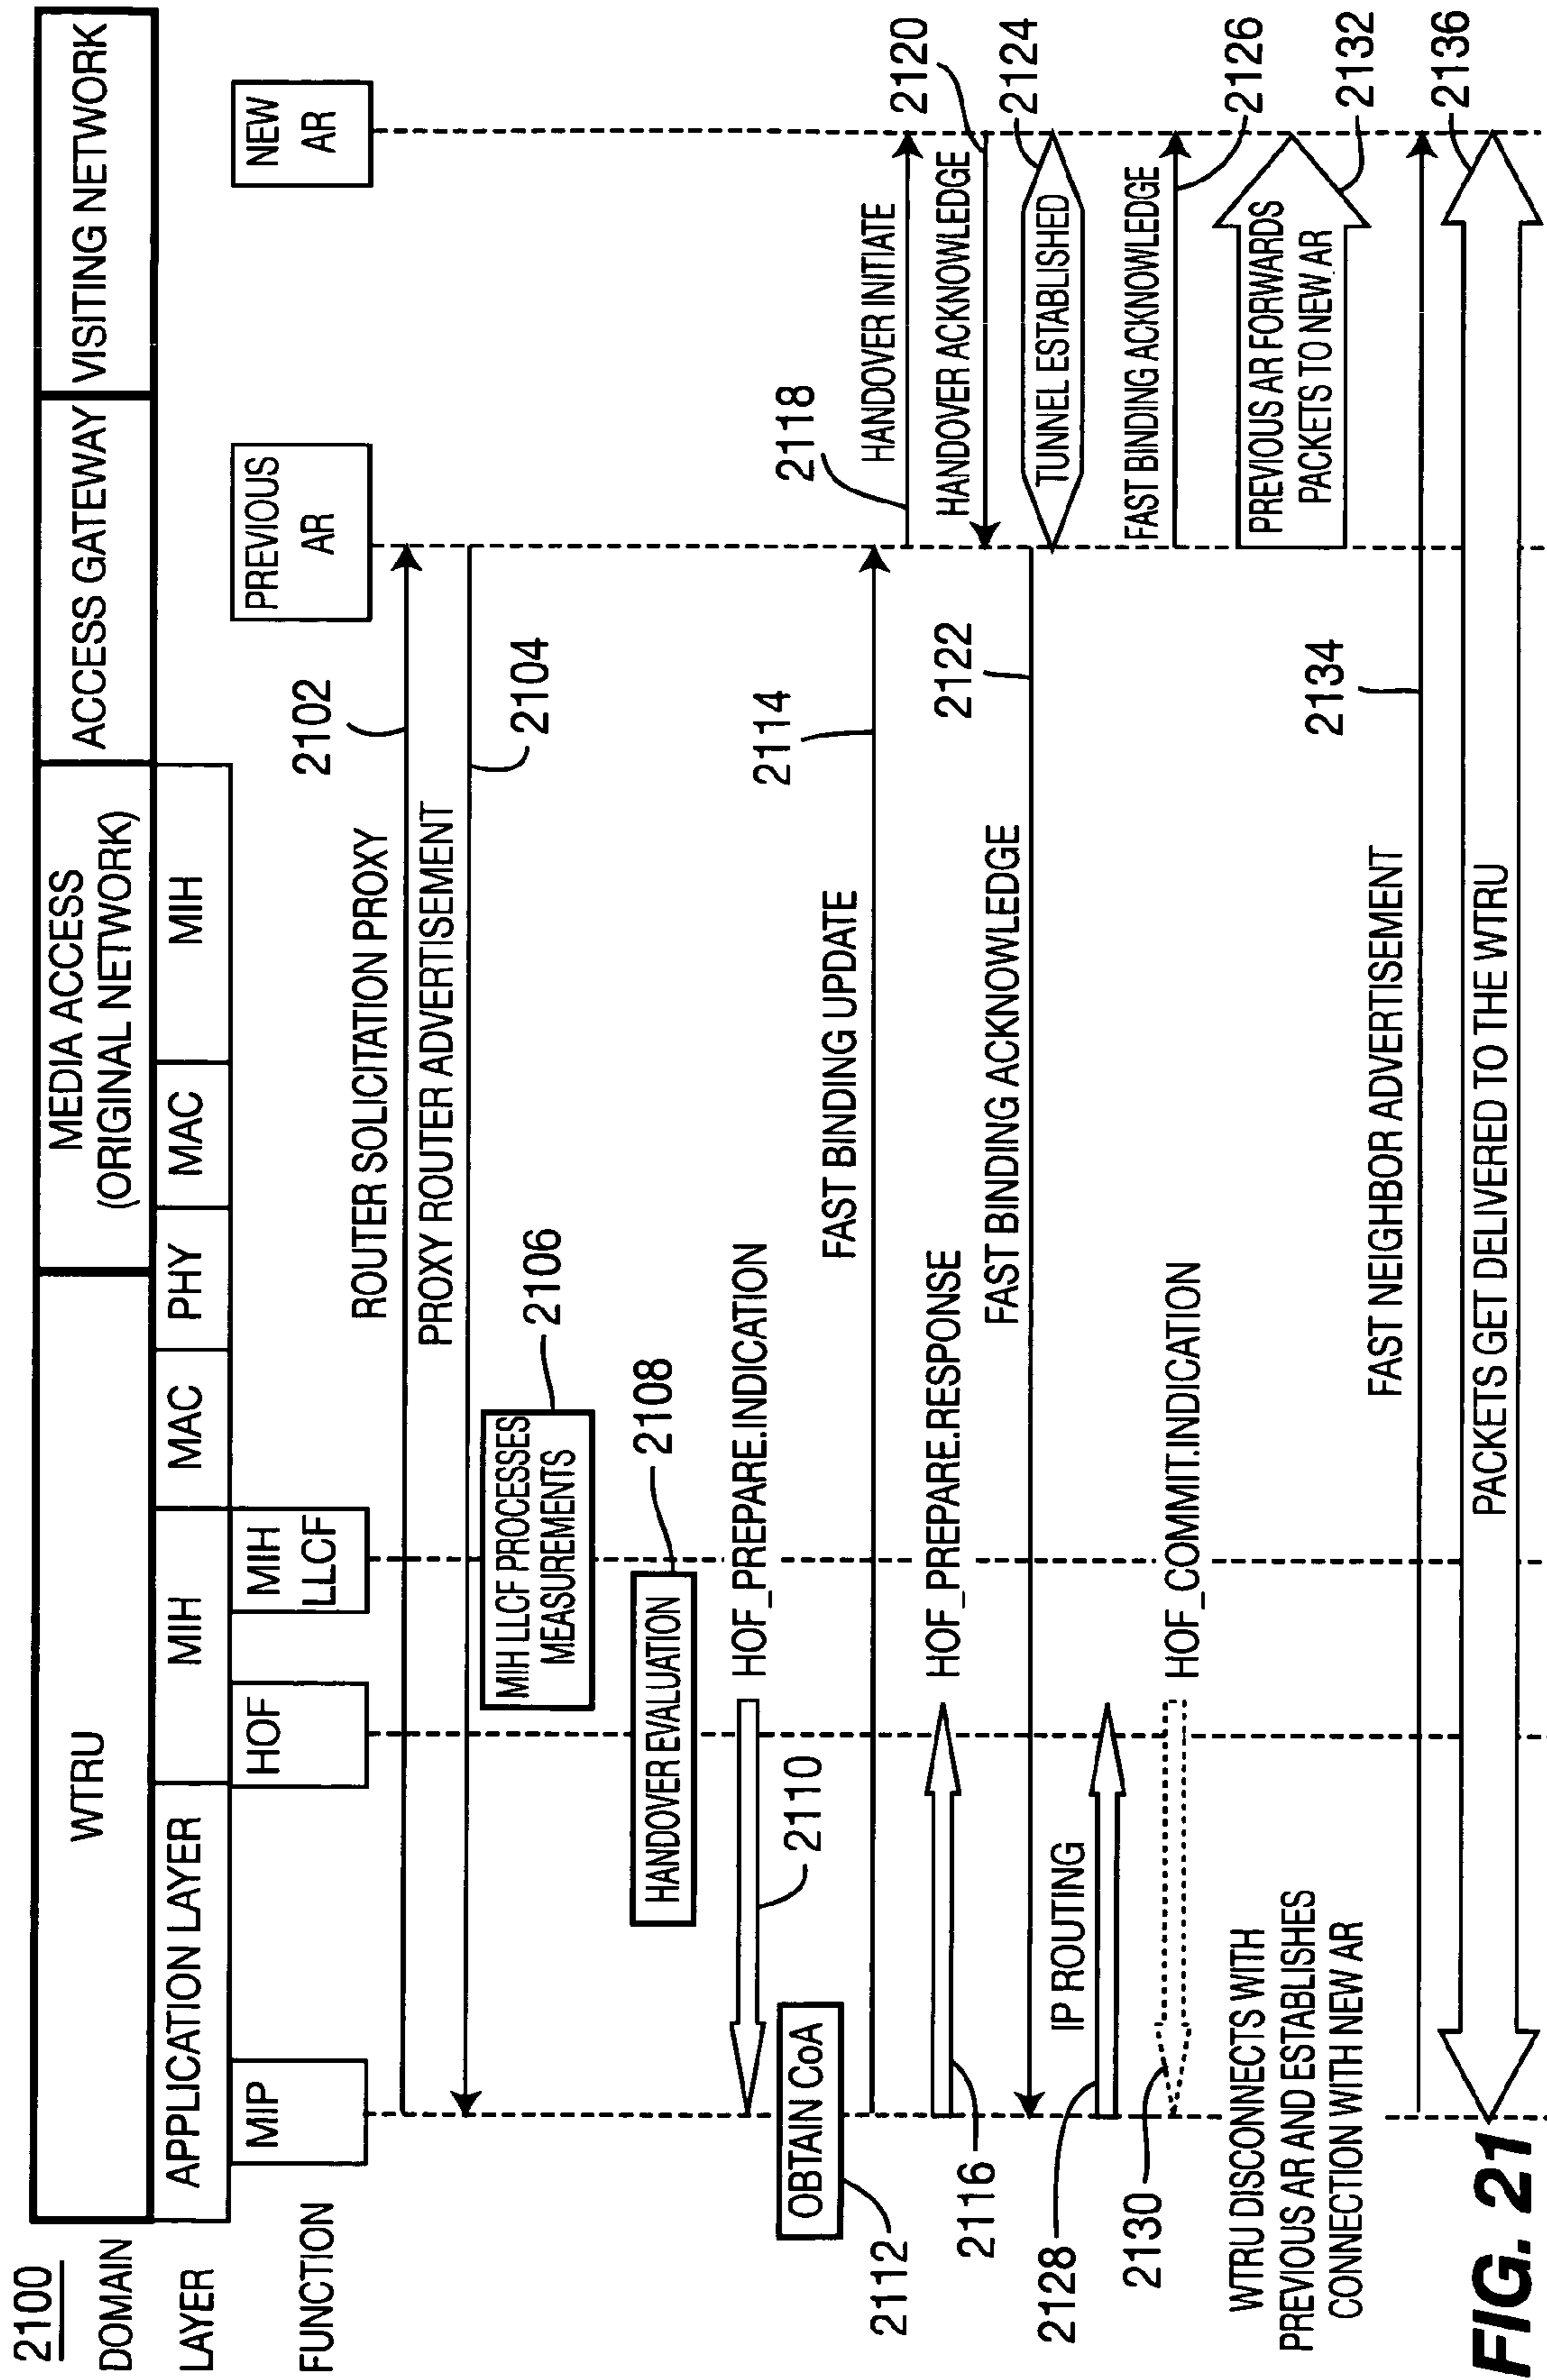 2100
DOMAIN
WTRU
MEDIA ACCESS
(ORIGINAL NETWORK)
ACCESS GATEWAY
VISITING NETWORK
LAYER
APPLICATION LAYER
MIH
MAC
PHY
MAC
MIH
FUNCTION
MIP
HOF
MIH
LLCF
PREVIOUS
AR
NEW
AR
ROUTER SOLICITATION PROXY
2102
PROXY ROUTER ADVERTISEMENT
2104
MIH LLCF PROCESSES
MEASUREMENTS
2106
HANDOVER EVALUATION
2108
HOF_PREPARE.INDICATION
2110
OBTAIN CoA
2112
FAST BINDING UPDATE
2114
HOF_PREPARE.RESPONSE
2116
HANDOVER INITIATE
2118
HANDOVER ACKNOWLEDGE
2120
FAST BINDING ACKNOWLEDGE
2122
TUNNEL ESTABLISHED
2124
IP ROUTING
2128
FAST BINDING ACKNOWLEDGE
2126
HOF_COMMIT.INDICATION
2130
WTRU DISCONNECTS WITH
PREVIOUS AR AND ESTABLISHES
CONNECTION WITH NEW AR
PREVIOUS AR FORWARDS
PACKETS TO NEW AR
2132
FAST NEIGHBOR ADVERTISEMENT
2134
PACKETS GET DELIVERED TO THE WTRU
2136
FIG. 21